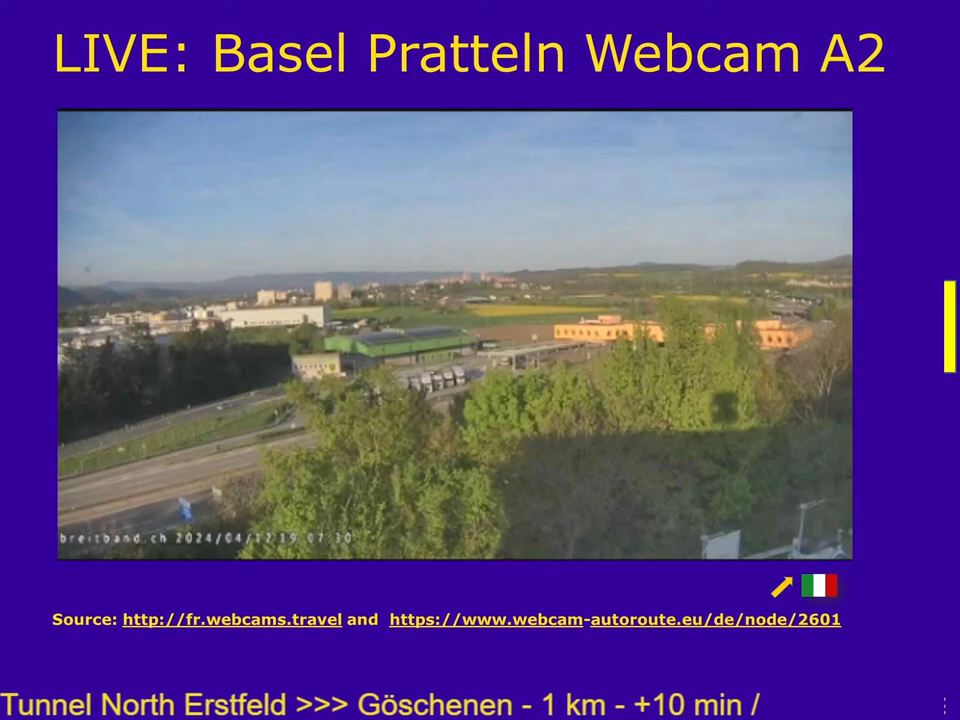 LIVE: Basel Pratteln Webcam A2
breitband.ch 2024/04/12 19 07:30
Source: http://fr.webcams.travel and https://www.webcam-autoroute.eu/de/node/2601
Tunnel North Erstfeld >>> Göschenen - 1 km - +10 min /